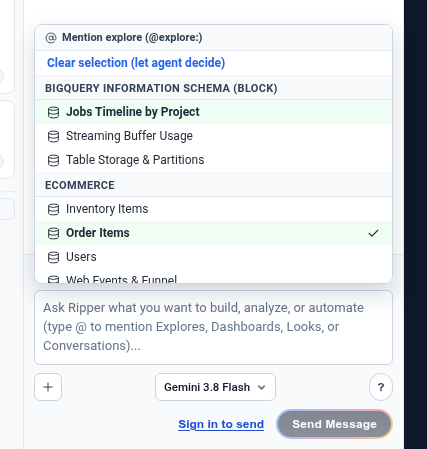 Mention explore (@explore:)
Clear selection (let agent decide)
BIGQUERY INFORMATION SCHEMA (BLOCK)
Jobs Timeline by Project
Streaming Buffer Usage
Table Storage & Partitions
ECOMMERCE
Inventory Items
Order Items
Users
Web Events & Funnel
Ask Ripper what you want to build, analyze, or automate
(type @ to mention Explores, Dashboards, Looks, or
Conversations)...
Gemini 3.8 Flash
?
Sign in to send
Send Message